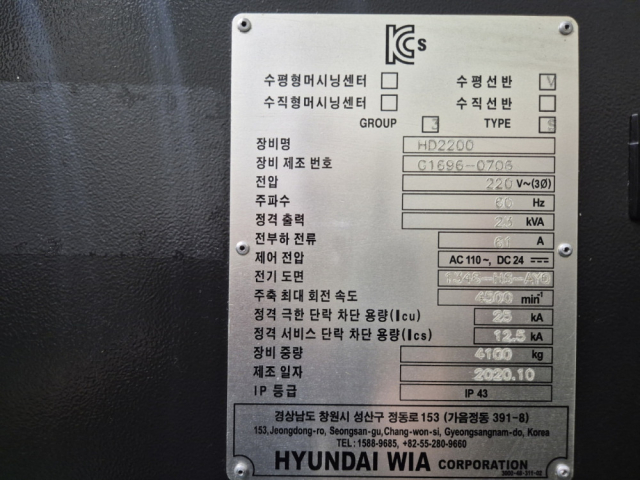 KCs
수평형머시닝센터 수평선반 V
수직형머시닝센터 수직선반
GROUP 3 TYPE S
장비명 HD2200
장비 제조 번호 G1696-0706
전압 220 V~(3Ø)
주파수 60 Hz
정격 출력 kVA
전부하 전류 61 A
제어 전압 AC 110~, DC 24
전기 도면
주축 최대 회전 속도 min-1
정격 극한 단락 차단 용량(Icu) 25 kA
정격 서비스 단락 차단 용량(Ics) 12.5 kA
장비 중량 4100 kg
제조 일자 2020.10
IP 등급 IP 43
경상남도 창원시 성산구 정동로 153 (가음정동 391-8)
153, Jeongdong-ro, Seongsan-gu, Chang-won-si, Gyeongsangnam-do, Korea
TEL : 1588-9685, +82-55-280-9660
HYUNDAI WIA CORPORATION